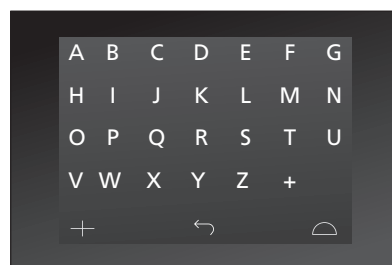 A B C D E F G
H I J K L M N
O P Q R S T U
V W X Y Z +